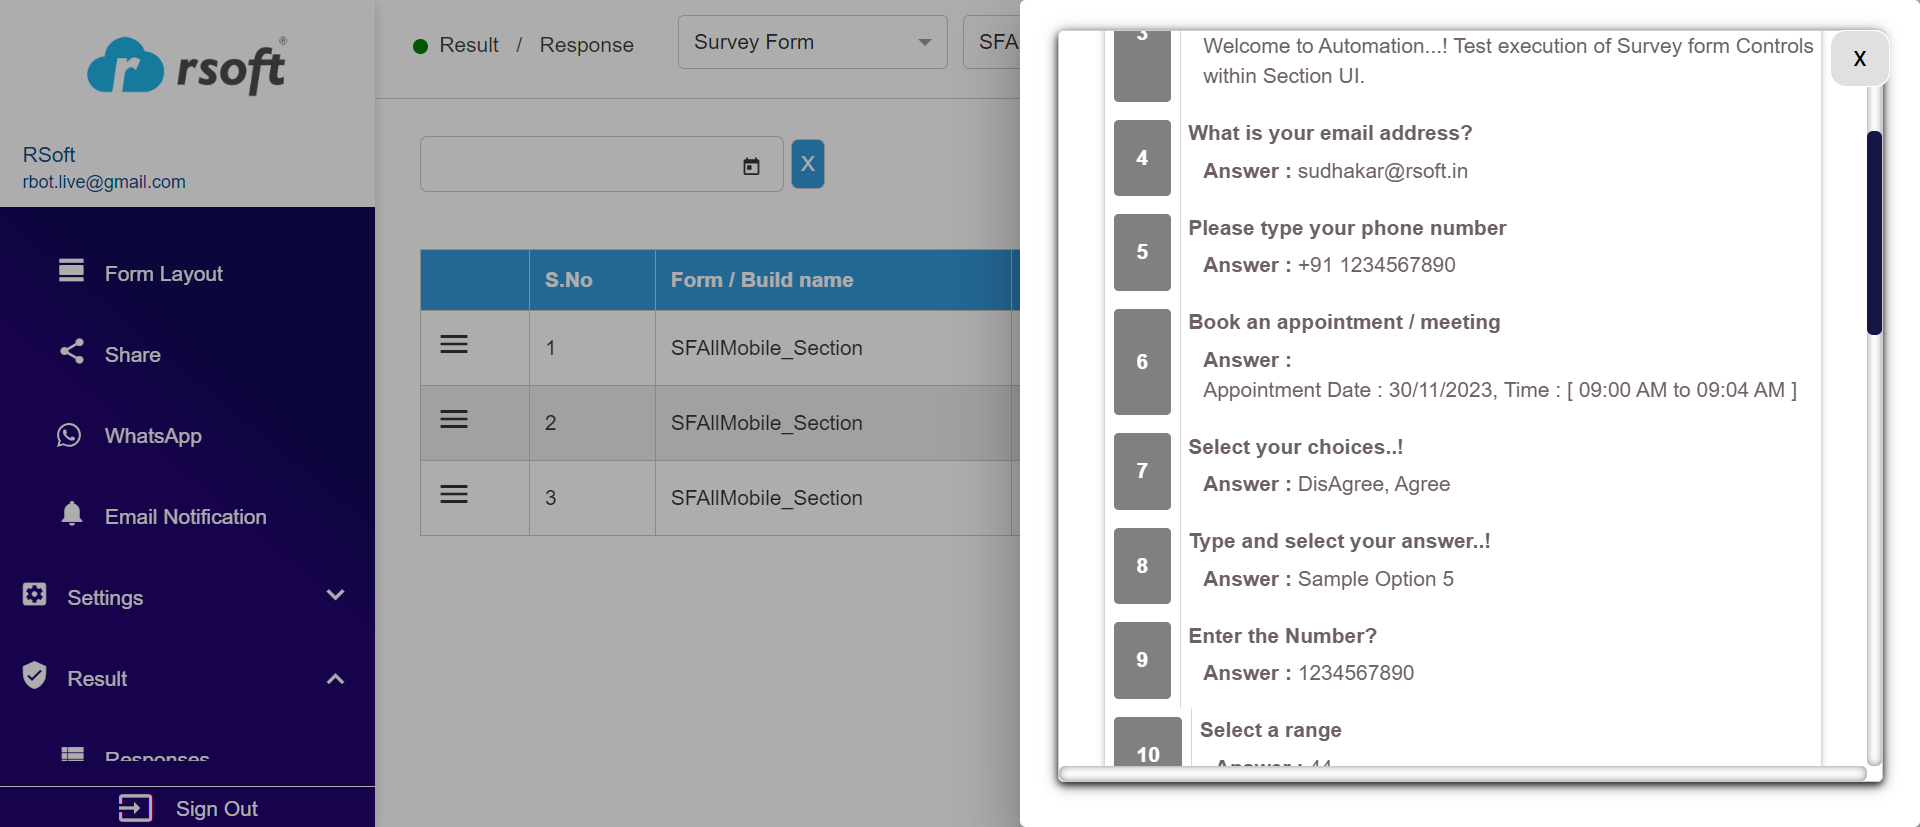 rsoft®
RSoft
rbot.live@gmail.com
Form Layout
Share
WhatsApp
Email Notification
Settings
Result
Responses
Sign Out
Result / Response
Survey Form
SFA
X
S.No Form / Build name
1 SFAllMobile_Section
2 SFAllMobile_Section
3 SFAllMobile_Section
X
3
Welcome to Automation...! Test execution of Survey form Controls
within Section UI.
4 What is your email address?
Answer : sudhakar@rsoft.in
5 Please type your phone number
Answer : +91 1234567890
6 Book an appointment / meeting
Answer :
Appointment Date : 30/11/2023, Time : [ 09:00 AM to 09:04 AM ]
7 Select your choices..!
Answer : DisAgree, Agree
8 Type and select your answer..!
Answer : Sample Option 5
9 Enter the Number?
Answer : 1234567890
10 Select a range
Answer : 44